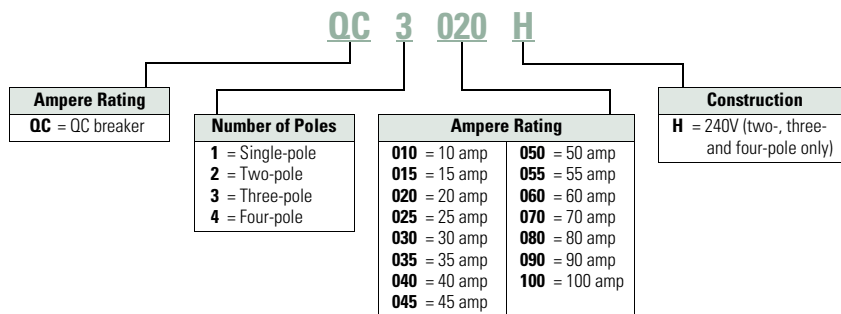 QC 3 020 H
Ampere Rating
QC = QC breaker
Number of Poles
1 = Single-pole
2 = Two-pole
3 = Three-pole
4 = Four-pole
Ampere Rating
010 = 10 amp
015 = 15 amp
020 = 20 amp
025 = 25 amp
030 = 30 amp
035 = 35 amp
040 = 40 amp
045 = 45 amp
050 = 50 amp
055 = 55 amp
060 = 60 amp
070 = 70 amp
080 = 80 amp
090 = 90 amp
100 = 100 amp
Construction
H = 240V (two-, three-
and four-pole only)